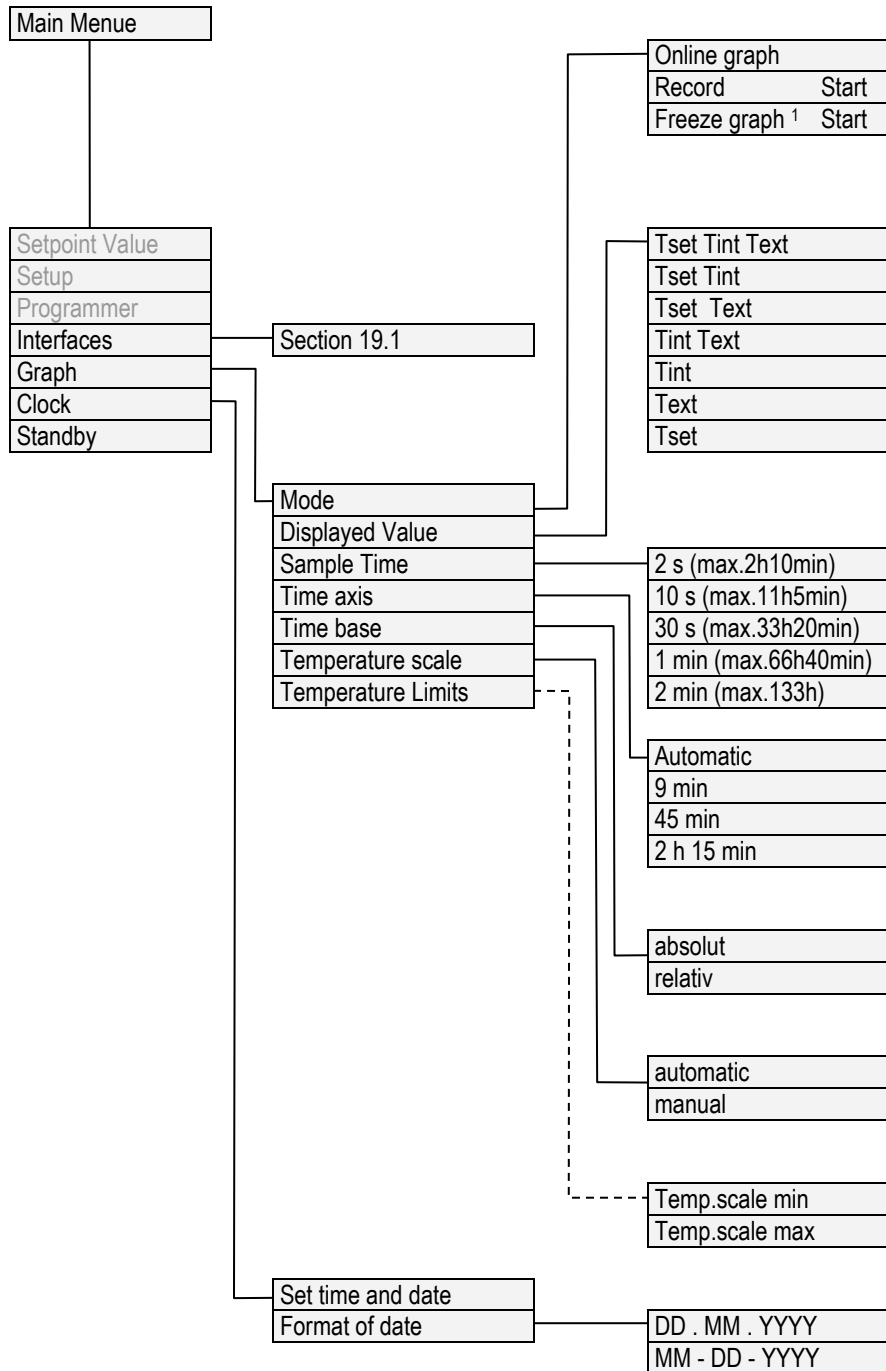 Main Menue
Setpoint Value
Setup
Programmer
Interfaces
Graph
Clock
Standby
Section 19.1
Mode
Displayed Value
Sample Time
Time axis
Time base
Temperature scale
Temperature Limits
Set time and date
Format of date
Online graph
Record Start
Freeze graph ¹ Start
Tset Tint Text
Tset Tint
Tset Text
Tint Text
Tint
Text
Tset
2 s (max.2h10min)
10 s (max.11h5min)
30 s (max.33h20min)
1 min (max.66h40min)
2 min (max.133h)
Automatic
9 min
45 min
2 h 15 min
absolut
relativ
automatic
manual
Temp.scale min
Temp.scale max
DD . MM . YYYY
MM - DD - YYYY